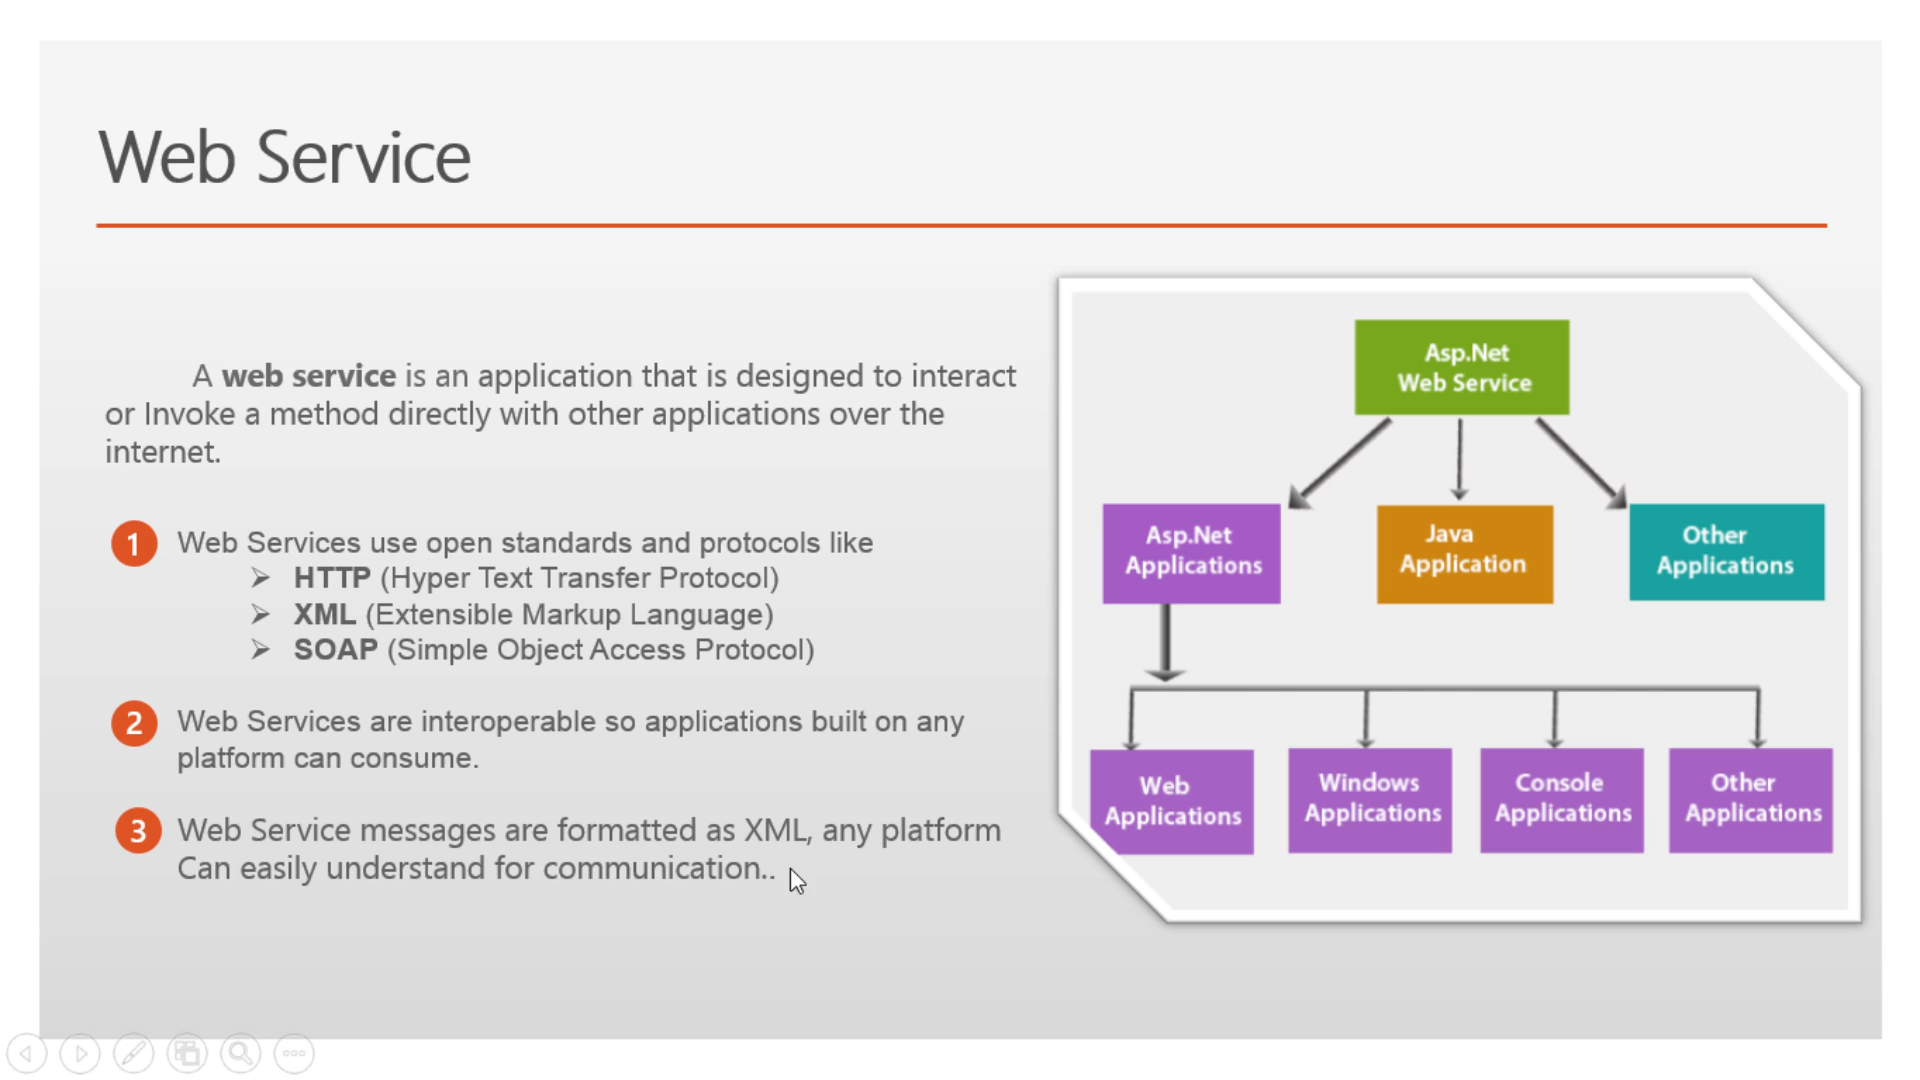 Web Service
A web service is an application that is designed to interact
or Invoke a method directly with other applications over the
internet.
1 Web Services use open standards and protocols like
➢ HTTP (Hyper Text Transfer Protocol)
➢ XML (Extensible Markup Language)
➢ SOAP (Simple Object Access Protocol)
2 Web Services are interoperable so applications built on any
platform can consume.
3 Web Service messages are formatted as XML, any platform
Can easily understand for communication..
Asp.Net
Web Service
Asp.Net
Applications
Java
Application
Other
Applications
Web
Applications
Windows
Applications
Console
Applications
Other
Applications